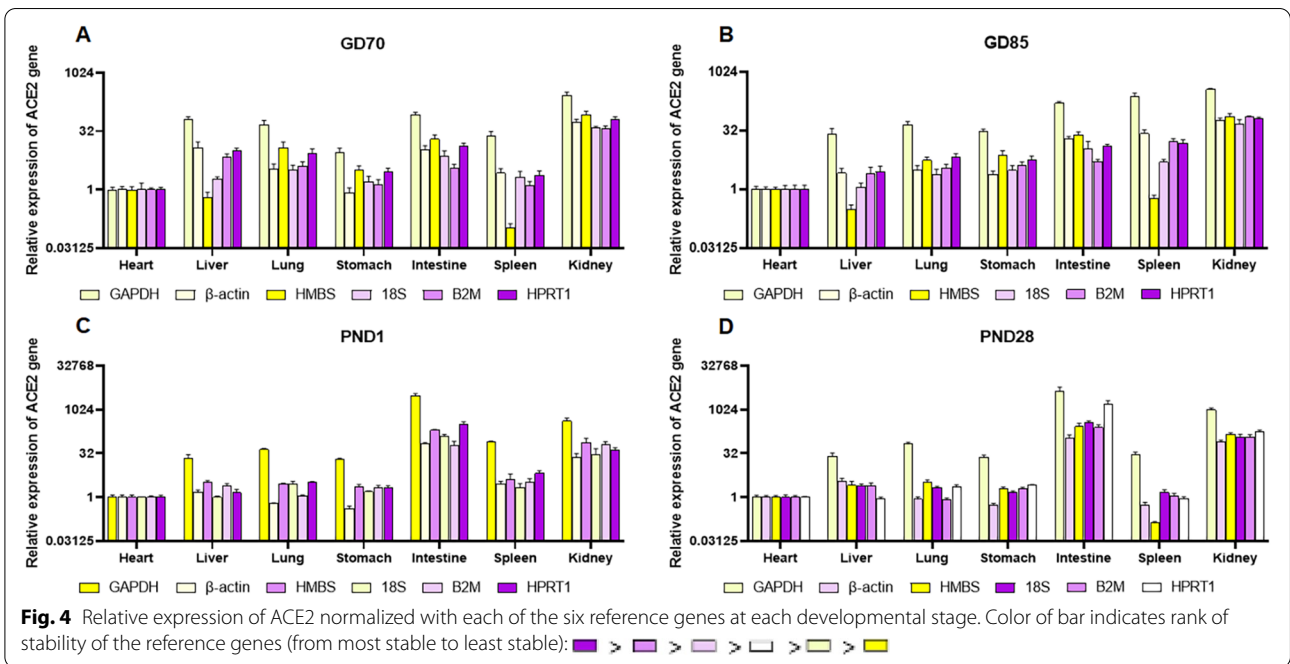 A
GD70
Relative expression of ACE2 gene
1024
32
1
0.03125
Heart Liver Lung Stomach Intestine Spleen Kidney
GAPDH β-actin HMBS 18S B2M HPRT1
B
GD85
Relative expression of ACE2 gene
1024
32
1
0.03125
Heart Liver Lung Stomach Intestine Spleen Kidney
GAPDH β-actin HMBS 18S B2M HPRT1
C
PND1
Relative expression of ACE2 gene
32768
1024
32
1
0.03125
Heart Liver Lung Stomach Intestine Spleen Kidney
GAPDH β-actin HMBS 18S B2M HPRT1
D
PND28
Relative expression of ACE2 gene
32768
1024
32
1
0.03125
Heart Liver Lung Stomach Intestine Spleen Kidney
GAPDH β-actin HMBS 18S B2M HPRT1
Fig. 4 Relative expression of ACE2 normalized with each of the six reference genes at each developmental stage. Color of bar indicates rank of
stability of the reference genes (from most stable to least stable): > > > > >